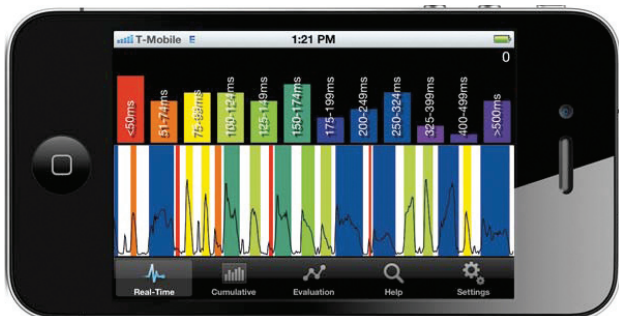 T-Mobile E 1:21 PM
0
<50ms
51-74ms
75-99ms
100-124ms
125-149ms
150-174ms
175-199ms
200-249ms
250-324ms
325-399ms
400-499ms
>500ms
Real-Time Cumulative Evaluation Help Settings